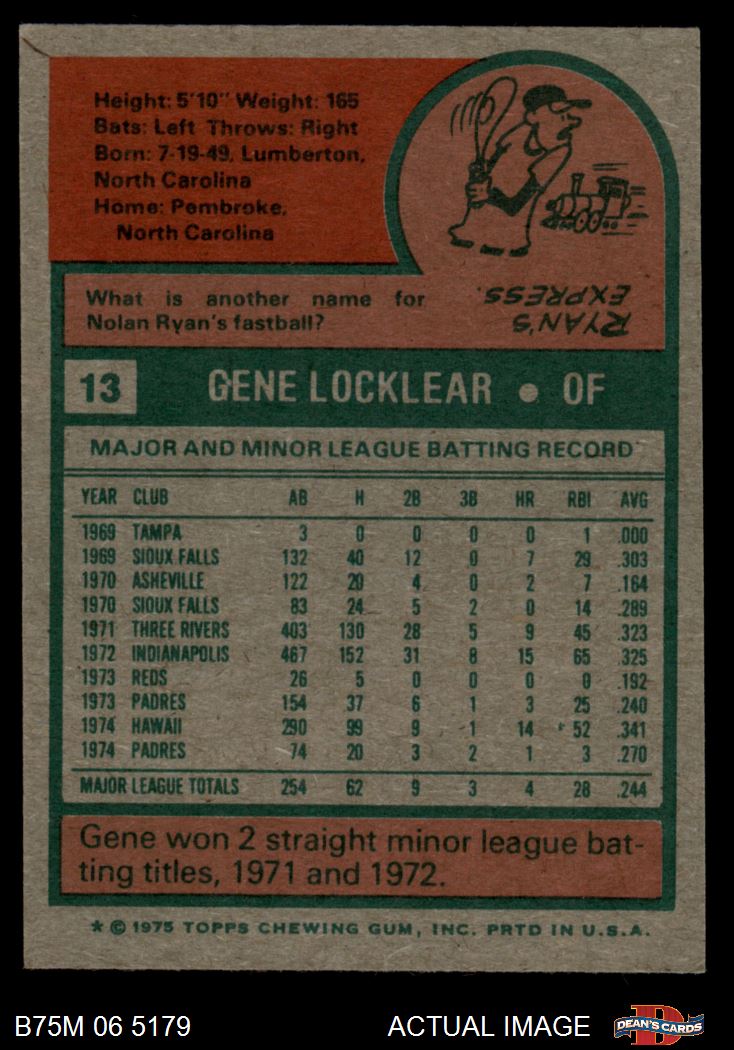 Height: 5'10" Weight: 165
Bats: Left Throws: Right
Born: 7-19-49, Lumberton,
North Carolina
Home: Pembroke,
North Carolina
What is another name for
Nolan Ryan's fastball?
RYAN'S
EXPRESS.
13 GENE LOCKLEAR • OF
MAJOR AND MINOR LEAGUE BATTING RECORD
YEAR CLUB AB H 2B 3B HR RBI AVG
1969 TAMPA 3 0 0 0 0 1 .000
1969 SIOUX FALLS 132 40 12 0 7 29 .303
1970 ASHEVILLE 122 20 4 0 2 7 .164
1970 SIOUX FALLS 83 24 5 2 0 14 .289
1971 THREE RIVERS 403 130 28 5 9 45 .323
1972 INDIANAPOLIS 467 152 31 8 15 65 .325
1973 REDS 26 5 0 0 0 0 .192
1973 PADRES 154 37 6 1 3 25 .240
1974 HAWAII 290 99 9 1 14 52 .341
1974 PADRES 74 20 3 2 1 3 .270
MAJOR LEAGUE TOTALS 254 62 9 3 4 28 .244
Gene won 2 straight minor league bat-
ting titles, 1971 and 1972.
* © 1975 TOPPS CHEWING GUM, INC. PRTD IN U.S.A.
B75M 06 5179 ACTUAL IMAGE D DEAN'S CARDS